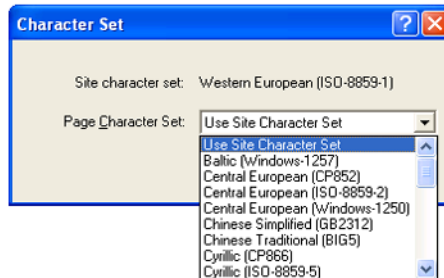 Character Set
Site character set: Western European (ISO-8859-1)
Page Character Set: Use Site Character Set
Use Site Character Set
Baltic (Windows-1257)
Central European (CP852)
Central European (ISO-8859-2)
Central European (Windows-1250)
Chinese Simplified (GB2312)
Chinese Traditional (BIG5)
Cyrillic (CP866)
Cyrillic (ISO-8859-5)